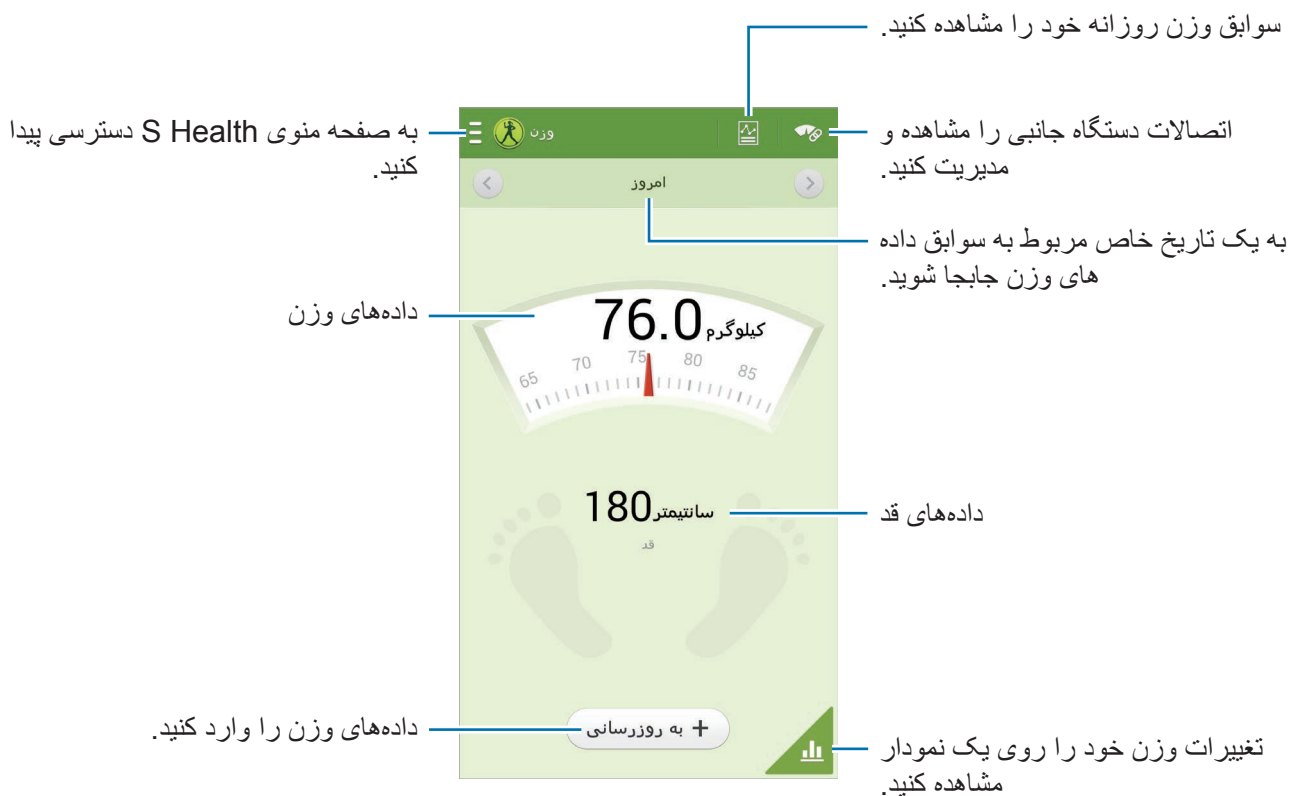 سوابق وزن روزانه خود را مشاهده کنید.
اتصالات دستگاه جانبی را مشاهده و
مدیریت کنید.
به صفحه منوی S Health دسترسی پیدا
کنید.
وزن
امروز
به یک تاریخ خاص مربوط به سوابق داده
های وزن جابجا شوید.
داده‌های وزن
76.0 کیلوگرم
65 70 75 80 85
180 سانتیمتر
قد
داده‌های قد
+ به روزرسانی
داده‌های وزن را وارد کنید.
تغییرات وزن خود را روی یک نمودار
مشاهده کنید.